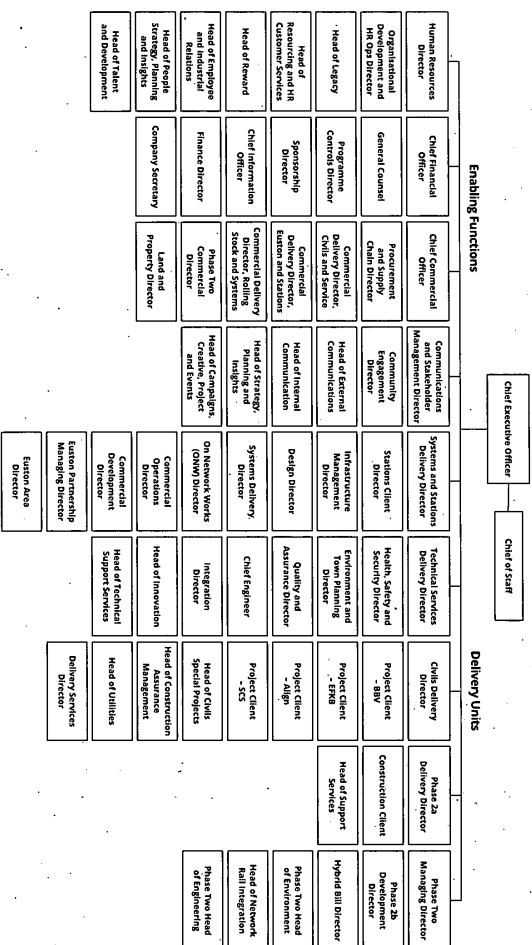 Chief Executive Officer
Chief of Staff
Enabling Functions
Delivery Units
Human Resources
Director
Organisational
Development and
HR Ops Director
Head of Legacy
Head of
Resourcing and HR
Customer Services
Head of Reward
Head of Employee
and Industrial
Relations
Head of People
Strategy, Planning
and Insights
Head of Talent
and Development
Chief Financial
Officer
General Counsel
Programme
Controls Director
Sponsorship
Director
Chief Information
Officer
Finance Director
Company Secretary
Chief Commercial
Officer
Procurement
and Supply
Chain Director
Commercial
Delivery Director,
Civils and Service
Commercial
Delivery Director,
Euston and Stations
Commercial Delivery
Director, Rolling
Stock and Systems
Phase Two
Commercial
Director
Land and
Property Director
Communications
and Stakeholder
Management Director
Community
Engagement
Director
Head of External
Communications
Head of Internal
Communication
Head of Strategy,
Planning and
Insights
Head of Campaigns,
Creative, Project
and Events
Systems and Stations
Delivery Director
Stations Client
Director
Infrastructure
Management
Director
Design Director
Systems Delivery
Director
On Network Works
(ONW) Director
Commercial
Operations
Director
Commercial
Development
Director
Euston Partnership
Managing Director
Euston Area
Director
Technical Services
Delivery Director
Health, Safety and
Security Director
Environment and
Town Planning
Director
Quality and
Assurance Director
Chief Engineer
Integration
Director
Head of Innovation
Head of Technical
Support Services
Civils Delivery
Director
Project Client
- BBV
Project Client
- EFKB
Project Client
- Align
Project Client
- SCS
Head of Civils
Special Projects
Head of Construction
Assurance
Management
Head of Utilities
Delivery Services
Director
Phase 2a
Delivery Director
Construction Client
Head of Support
Services
Phase Two
Managing Director
Phase 2b
Development
Director
Hybrid Bill Director
Phase Two Head
of Environment
Head of Network
Rail Integration
Phase Two Head
of Engineering